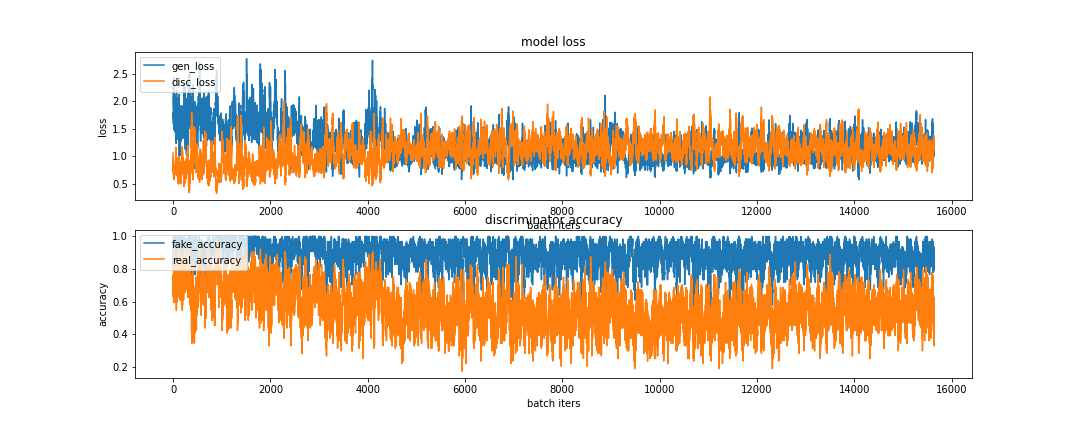 model loss
gen_loss
disc_loss
loss
2.5
2.0
1.5
1.0
0.5
0 2000 4000 6000 8000 10000 12000 14000 16000
batch iters
discriminator accuracy
fake_accuracy
real_accuracy
accuracy
1.0
0.8
0.6
0.4
0.2
0 2000 4000 6000 8000 10000 12000 14000 16000
batch iters